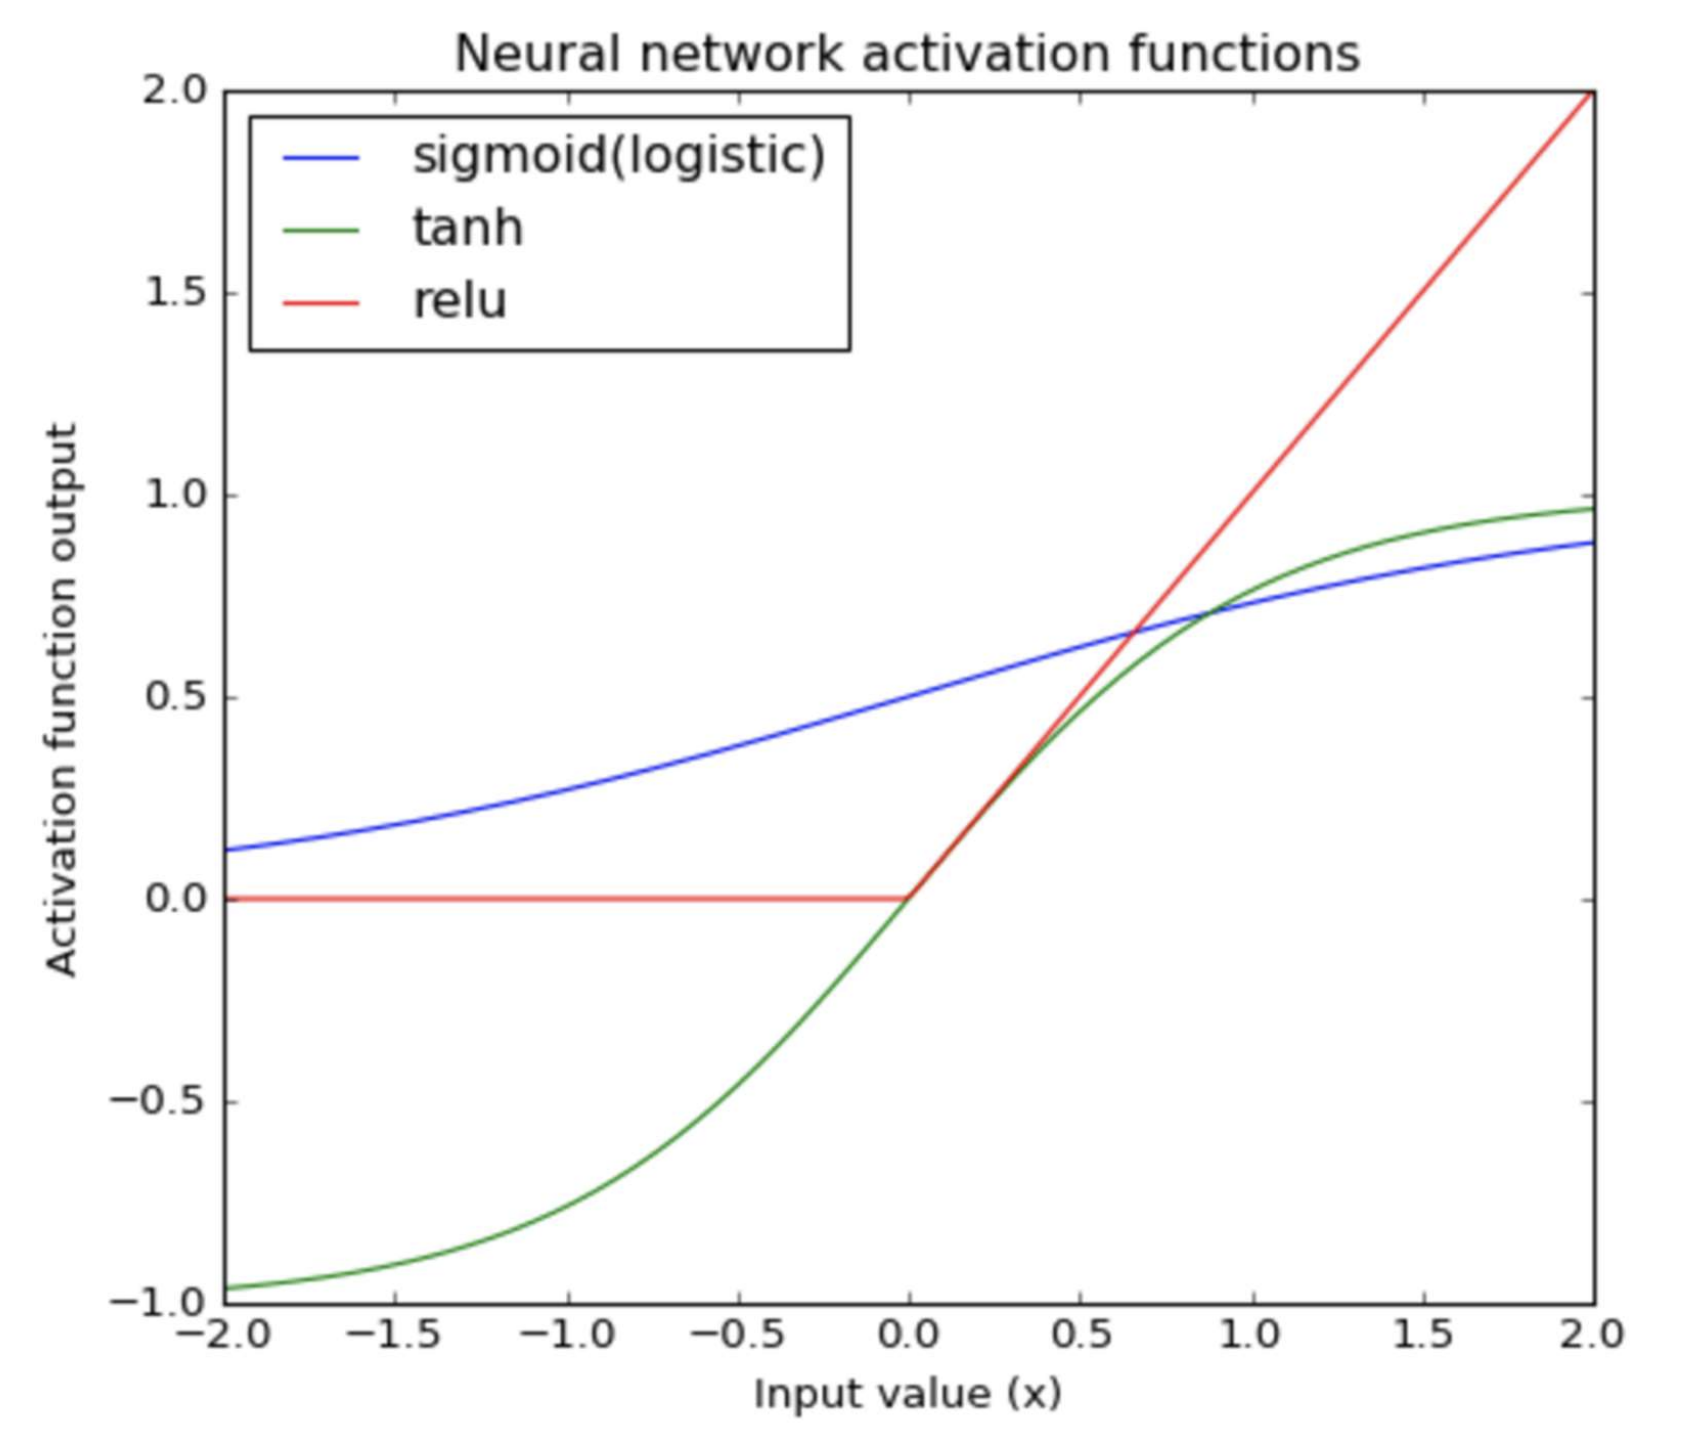 Neural network activation functions
2.0
sigmoid(logistic)
tanh
relu
1.5
1.0
0.5
0.0
−0.5
−1.0
Activation function output
−2.0 −1.5 −1.0 −0.5 0.0 0.5 1.0 1.5 2.0
Input value (x)